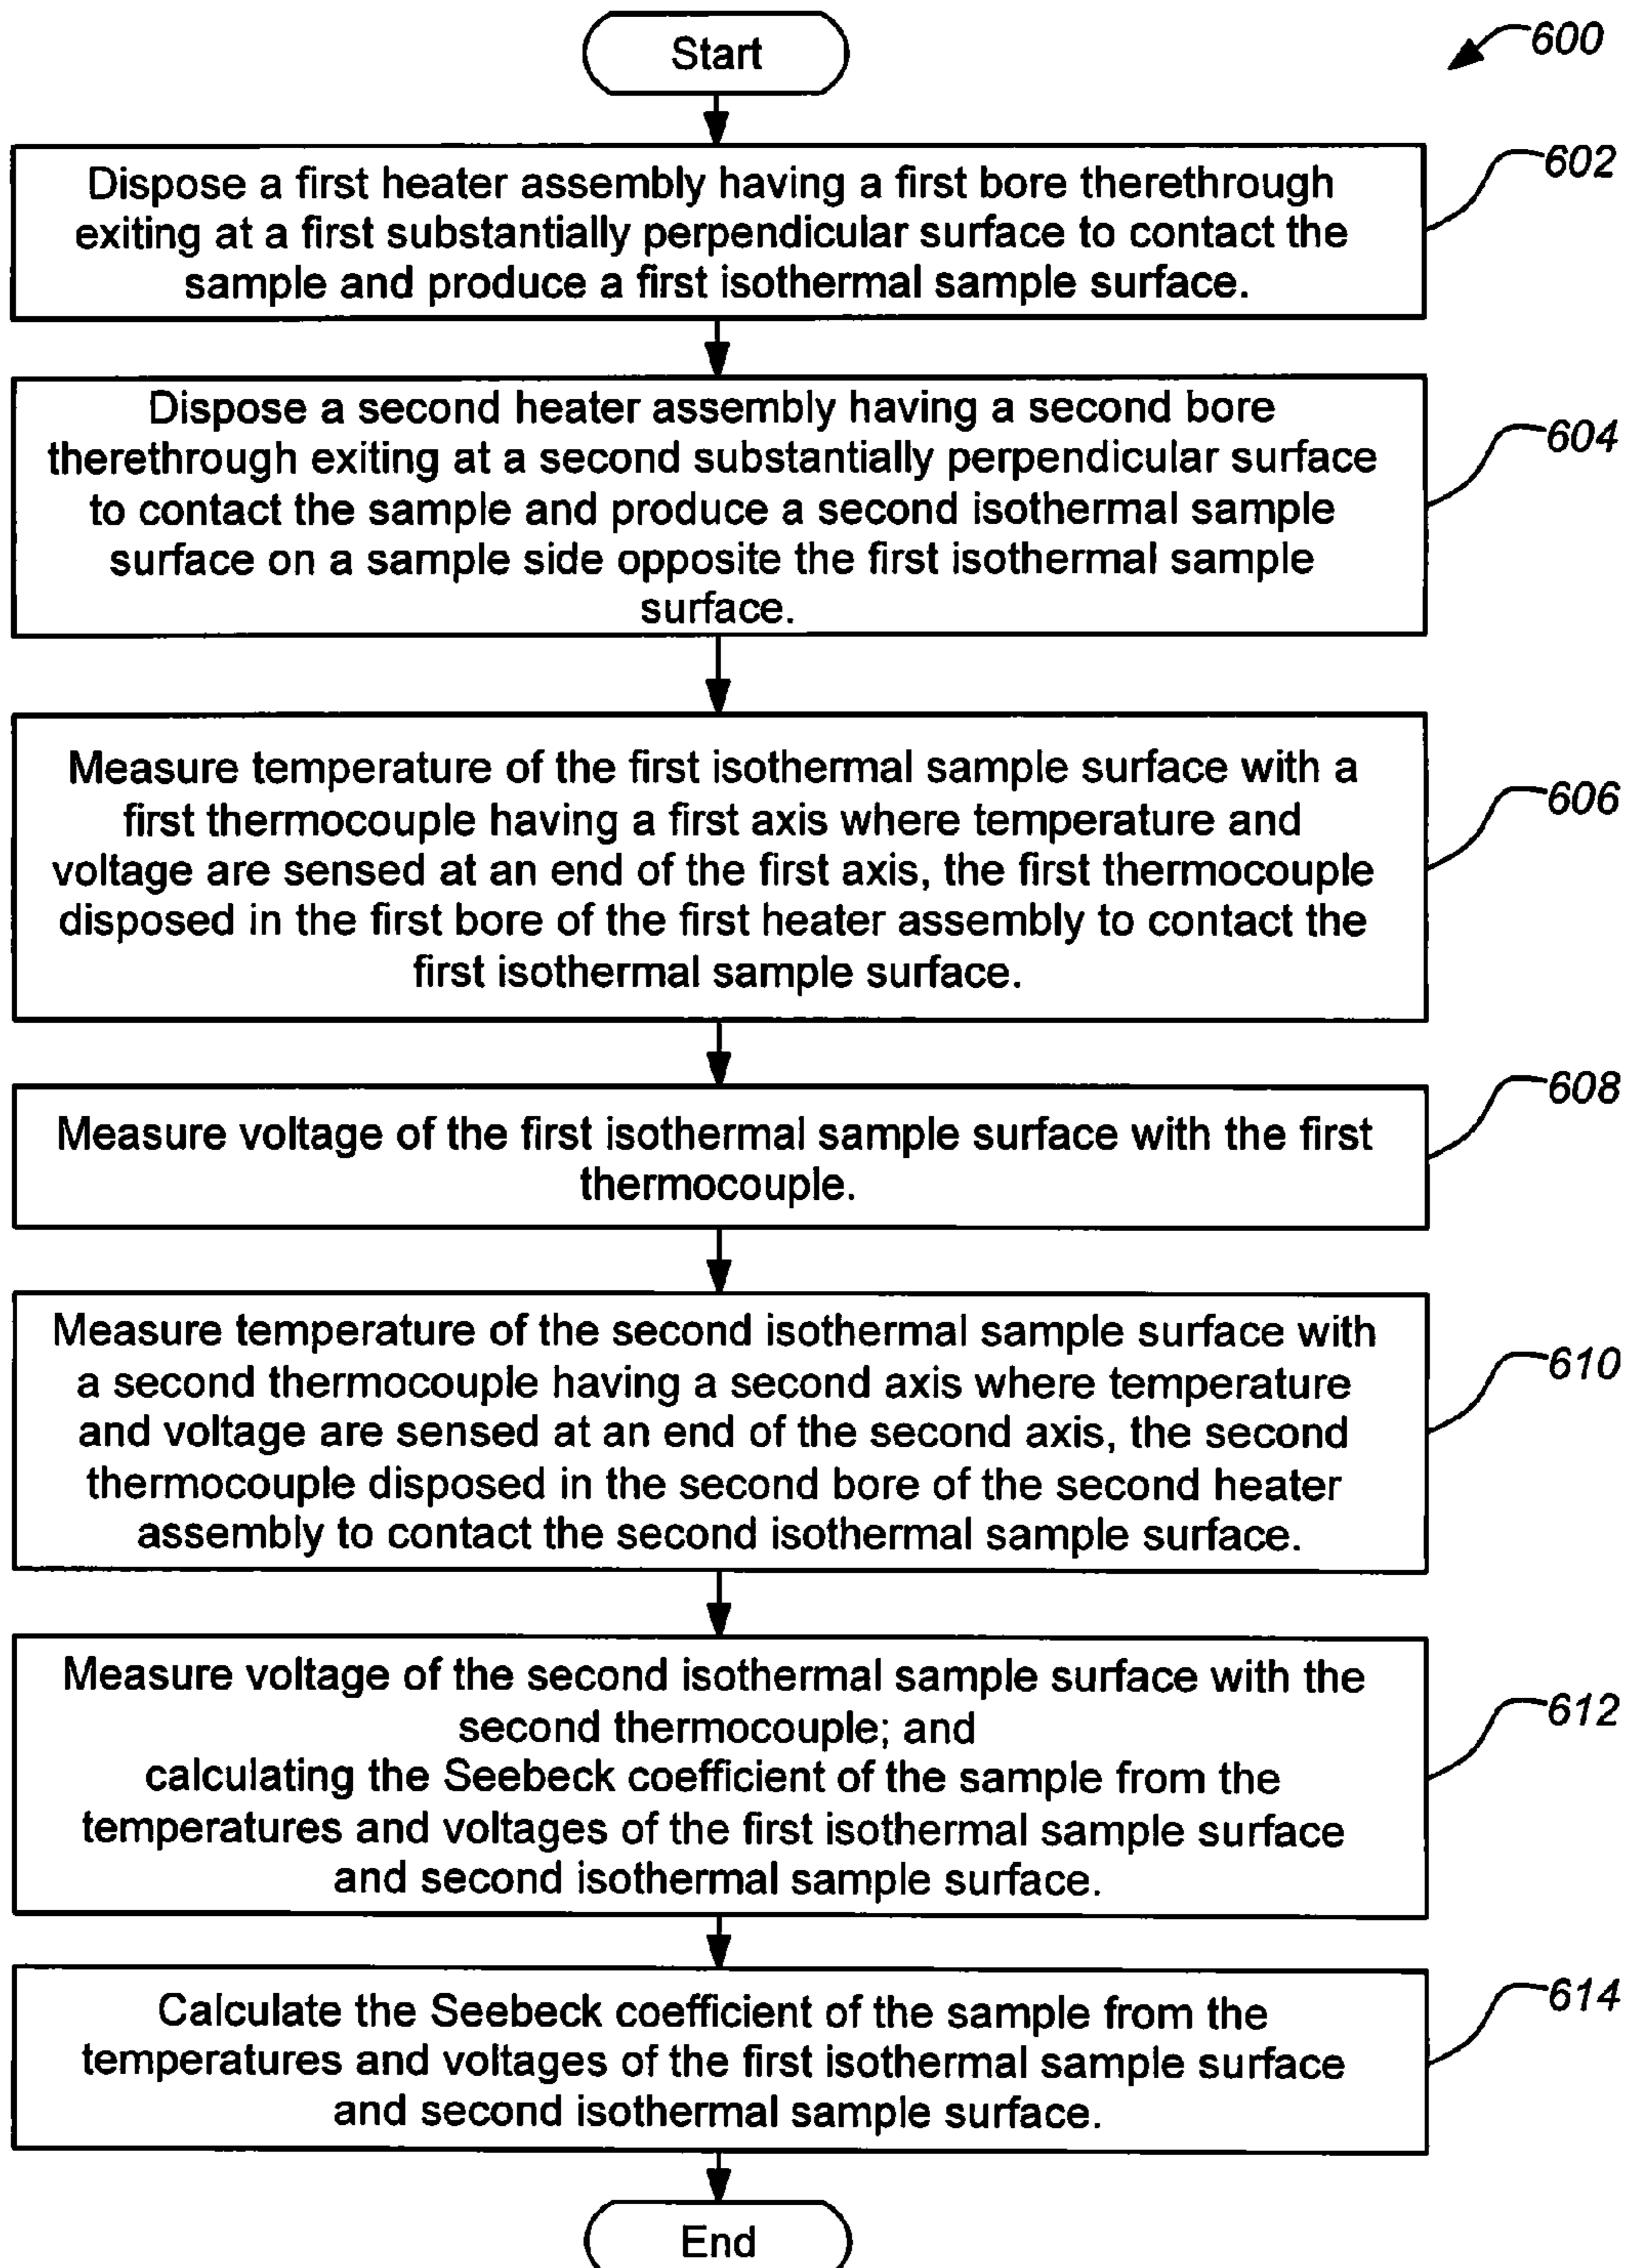 Start
600
Dispose a first heater assembly having a first bore therethrough
exiting at a first substantially perpendicular surface to contact the
sample and produce a first isothermal sample surface.
602
Dispose a second heater assembly having a second bore
therethrough exiting at a second substantially perpendicular surface
to contact the sample and produce a second isothermal sample
surface on a sample side opposite the first isothermal sample
surface.
604
Measure temperature of the first isothermal sample surface with a
first thermocouple having a first axis where temperature and
voltage are sensed at an end of the first axis, the first thermocouple
disposed in the first bore of the first heater assembly to contact the
first isothermal sample surface.
606
Measure voltage of the first isothermal sample surface with the first
thermocouple.
608
Measure temperature of the second isothermal sample surface with
a second thermocouple having a second axis where temperature
and voltage are sensed at an end of the second axis, the second
thermocouple disposed in the second bore of the second heater
assembly to contact the second isothermal sample surface.
610
Measure voltage of the second isothermal sample surface with the
second thermocouple; and
calculating the Seebeck coefficient of the sample from the
temperatures and voltages of the first isothermal sample surface
and second isothermal sample surface.
612
Calculate the Seebeck coefficient of the sample from the
temperatures and voltages of the first isothermal sample surface
and second isothermal sample surface.
614
End